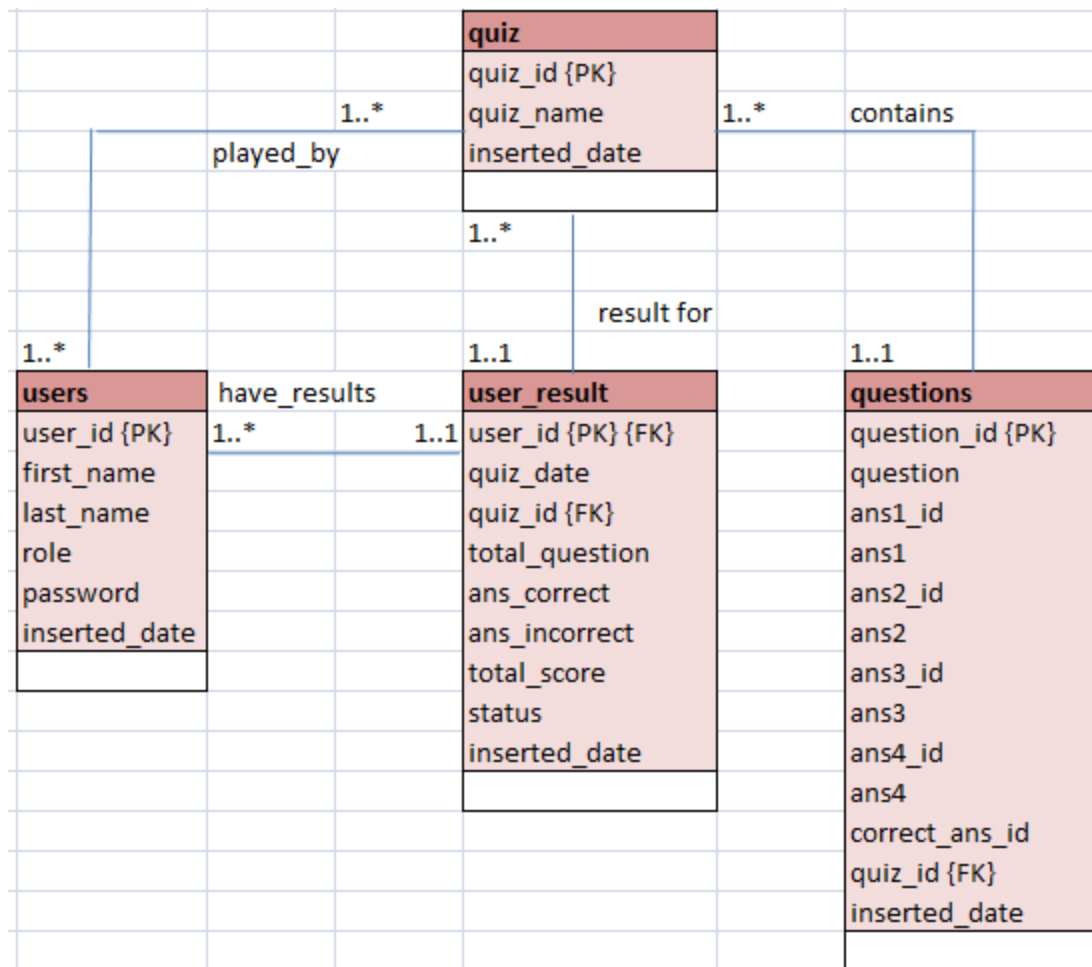 quiz
quiz_id {PK}
quiz_name
inserted_date
1..*
played_by
1..*
contains
1..*
result for
1..*
1..1
1..1
users
user_id {PK}
first_name
last_name
role
password
inserted_date
have_results
1..*
1..1
user_result
user_id {PK} {FK}
quiz_date
quiz_id {FK}
total_question
ans_correct
ans_incorrect
total_score
status
inserted_date
questions
question_id {PK}
question
ans1_id
ans1
ans2_id
ans2
ans3_id
ans3
ans4_id
ans4
correct_ans_id
quiz_id {FK}
inserted_date